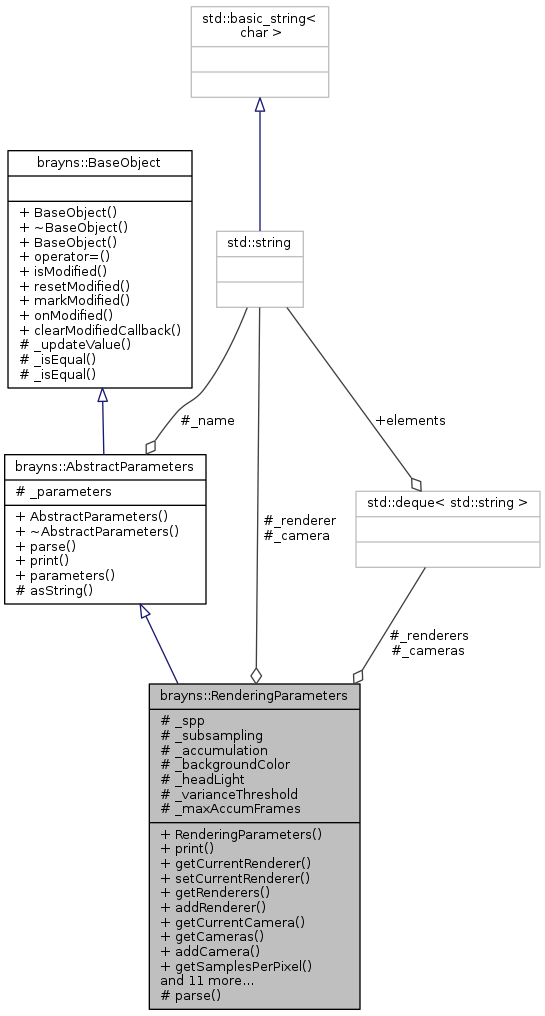 std::basic_string<
char >
brayns::BaseObject
+ BaseObject()
+ ~BaseObject()
+ BaseObject()
+ operator=()
+ isModified()
+ resetModified()
+ markModified()
+ onModified()
+ clearModifiedCallback()
# _updateValue()
# _isEqual()
# _isEqual()
std::string
#_name
+elements
brayns::AbstractParameters
# _parameters
+ AbstractParameters()
+ ~AbstractParameters()
+ parse()
+ print()
+ parameters()
# asString()
#_renderer
#_camera
std::deque< std::string >
#_renderers
#_cameras
brayns::RenderingParameters
# _spp
# _subsampling
# _accumulation
# _backgroundColor
# _headLight
# _varianceThreshold
# _maxAccumFrames
+ RenderingParameters()
+ print()
+ getCurrentRenderer()
+ setCurrentRenderer()
+ getRenderers()
+ addRenderer()
+ getCurrentCamera()
+ getCameras()
+ addCamera()
+ getSamplesPerPixel()
and 11 more...
# parse()